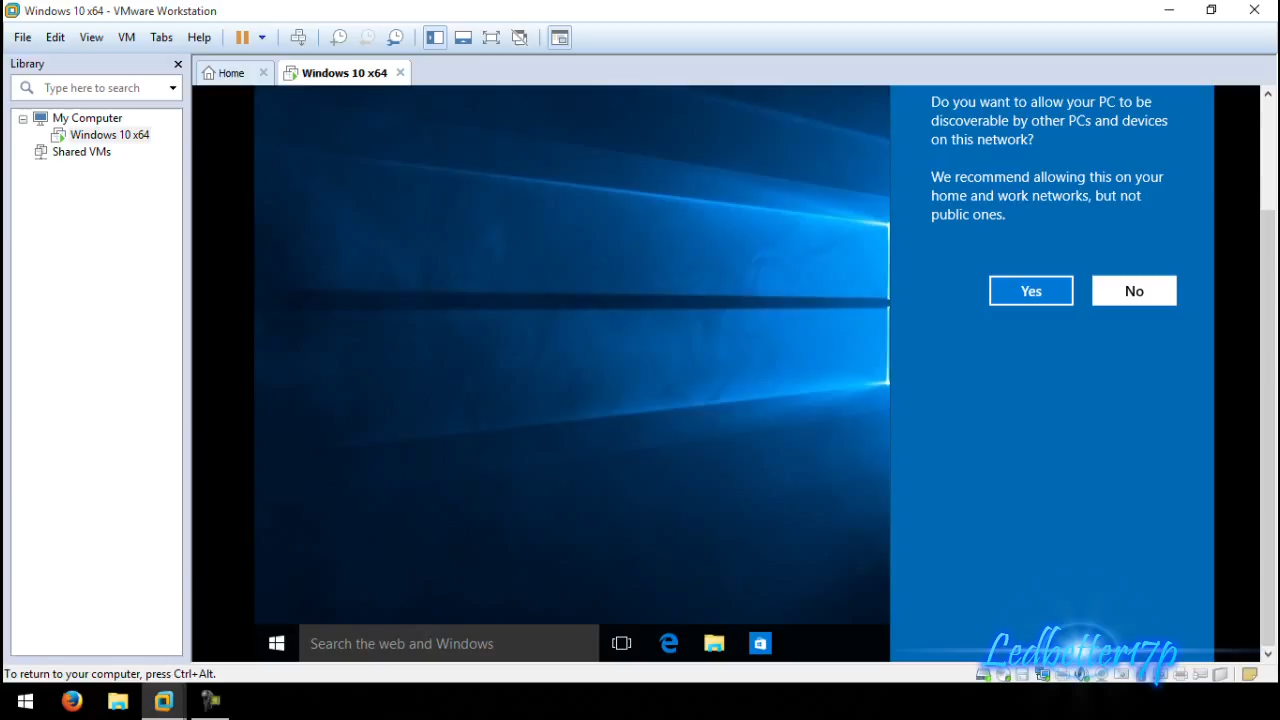 Windows 10 x64 - VMware Workstation
File Edit View VM Tabs Help
Library
Type here to search
My Computer
Windows 10 x64
Shared VMs
Home
Windows 10 x64
Do you want to allow your PC to be
discoverable by other PCs and devices
on this network?
We recommend allowing this on your
home and work networks, but not
public ones.
Yes No
Search the web and Windows
Ledbetter17p
To return to your computer, press Ctrl+Alt.